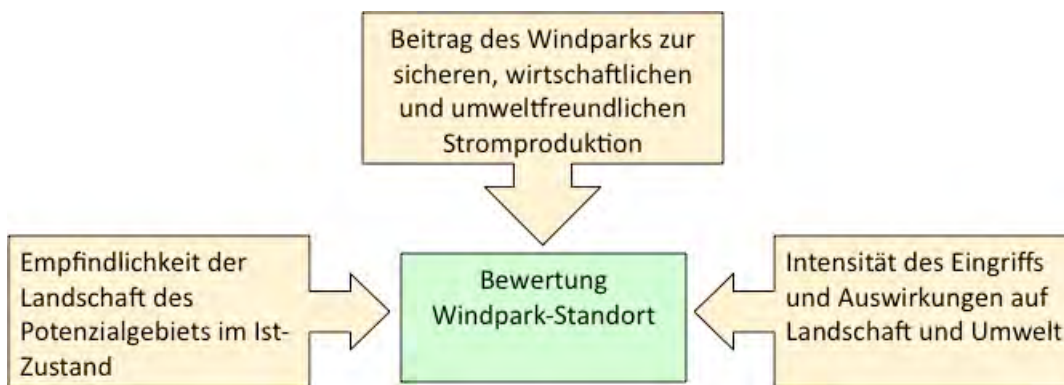 Beitrag des Windparks zur
sicheren, wirtschaftlichen
und umweltfreundlichen
Stromproduktion
Empfindlichkeit der
Landschaft des
Potenzialgebiets im Ist-
Zustand
Bewertung
Windpark-Standort
Intensität des Eingriffs
und Auswirkungen auf
Landschaft und Umwelt